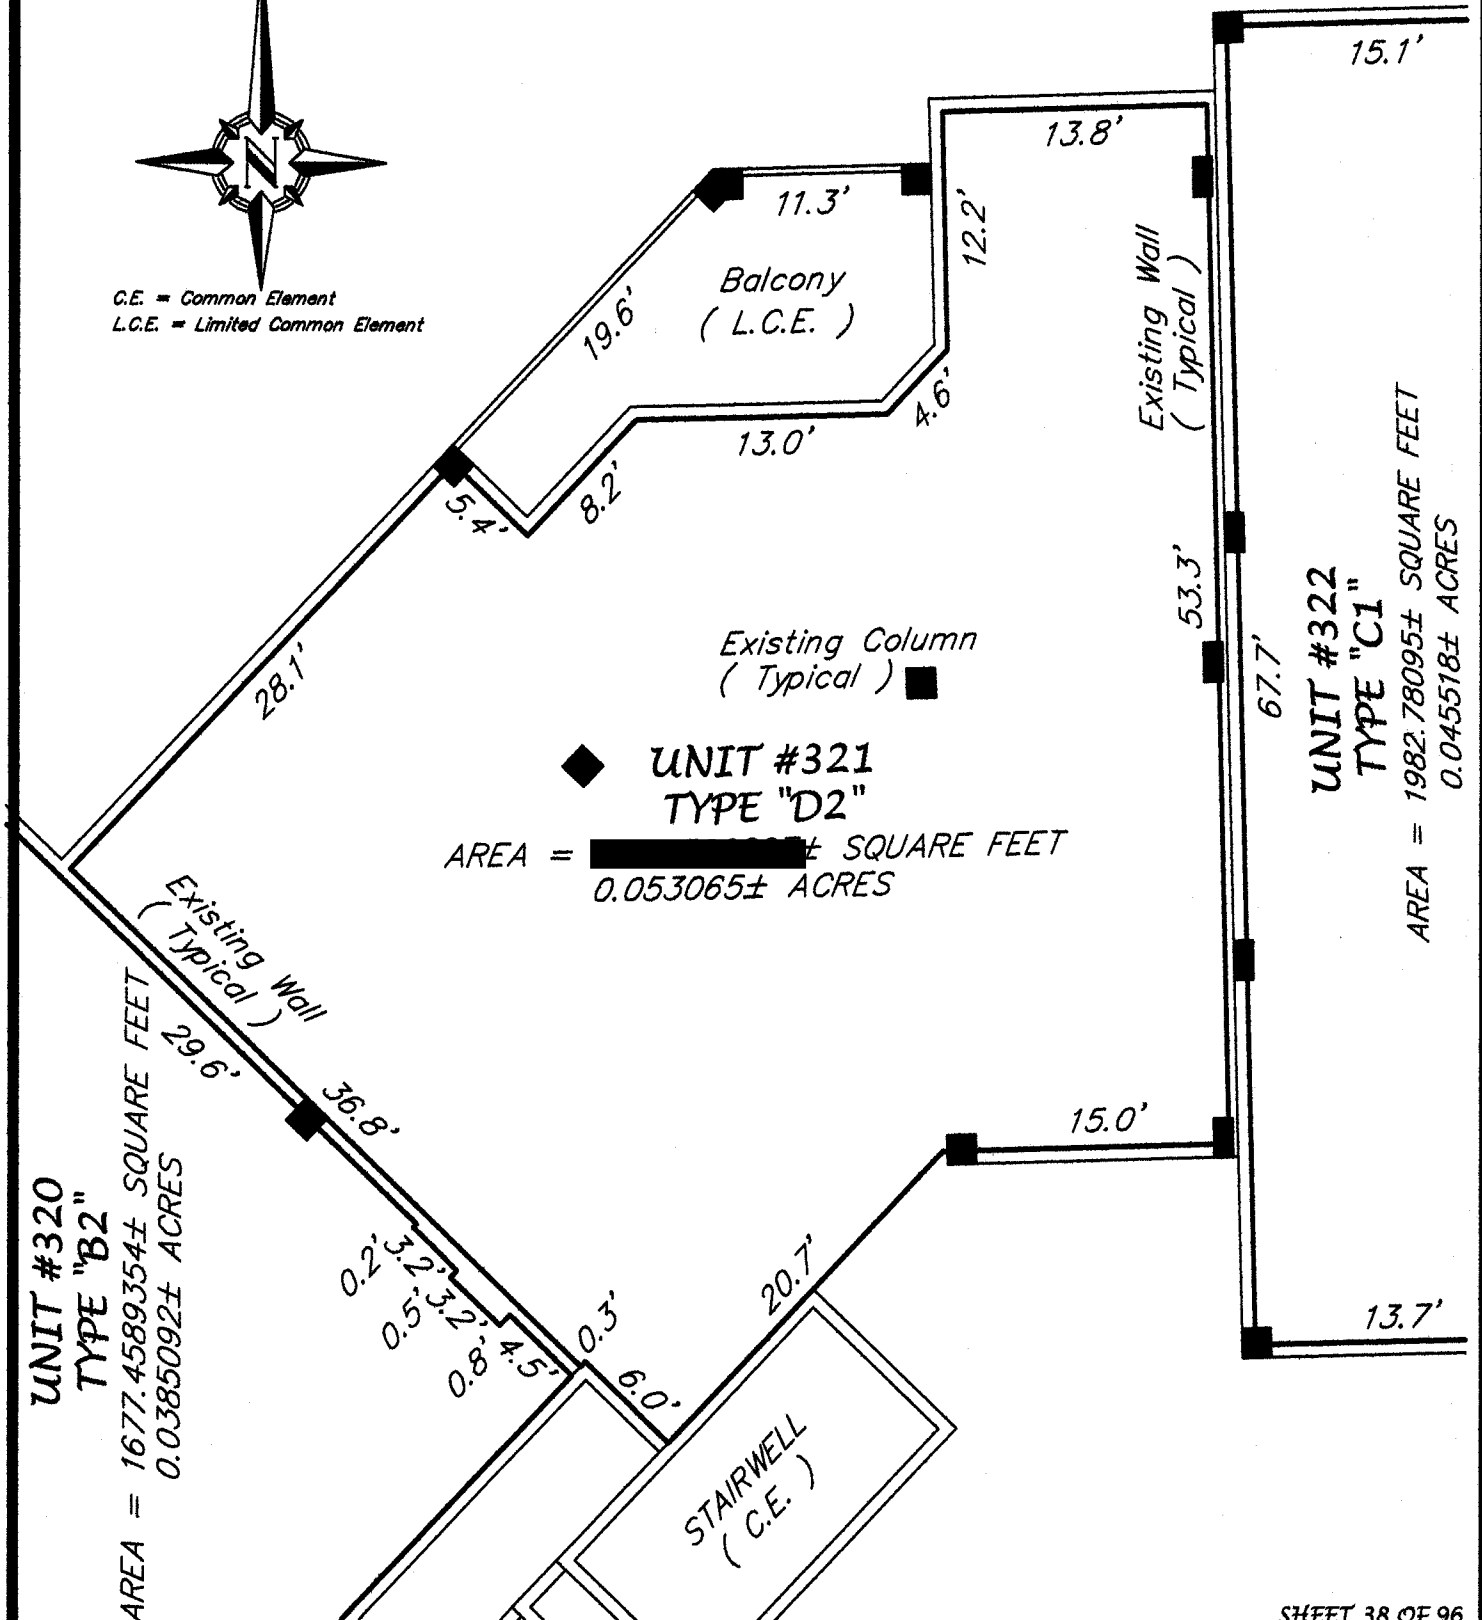 N
C.E. = Common Element
L.C.E. = Limited Common Element
15.1'
13.8'
11.3'
12.2'
Balcony
( L.C.E. )
19.6'
4.6'
13.0'
8.2'
5.4'
Existing Wall
( Typical )
53.3'
67.7'
28.1'
Existing Column
( Typical )
UNIT #321
TYPE "D2"
AREA = ± SQUARE FEET
0.053065± ACRES
UNIT #322
TYPE "C1"
AREA = 1982.78095± SQUARE FEET
0.045518± ACRES
Existing Wall
( Typical )
29.6'
36.8'
15.0'
20.7'
0.2'
3.2'
0.5'
3.2'
0.8'
4.5'
0.3'
6.0'
13.7'
UNIT #320
TYPE "B2"
AREA = 1677.4589354± SQUARE FEET
0.0385092± ACRES
STAIRWELL
( C.E. )
SHEET 38 OF 96